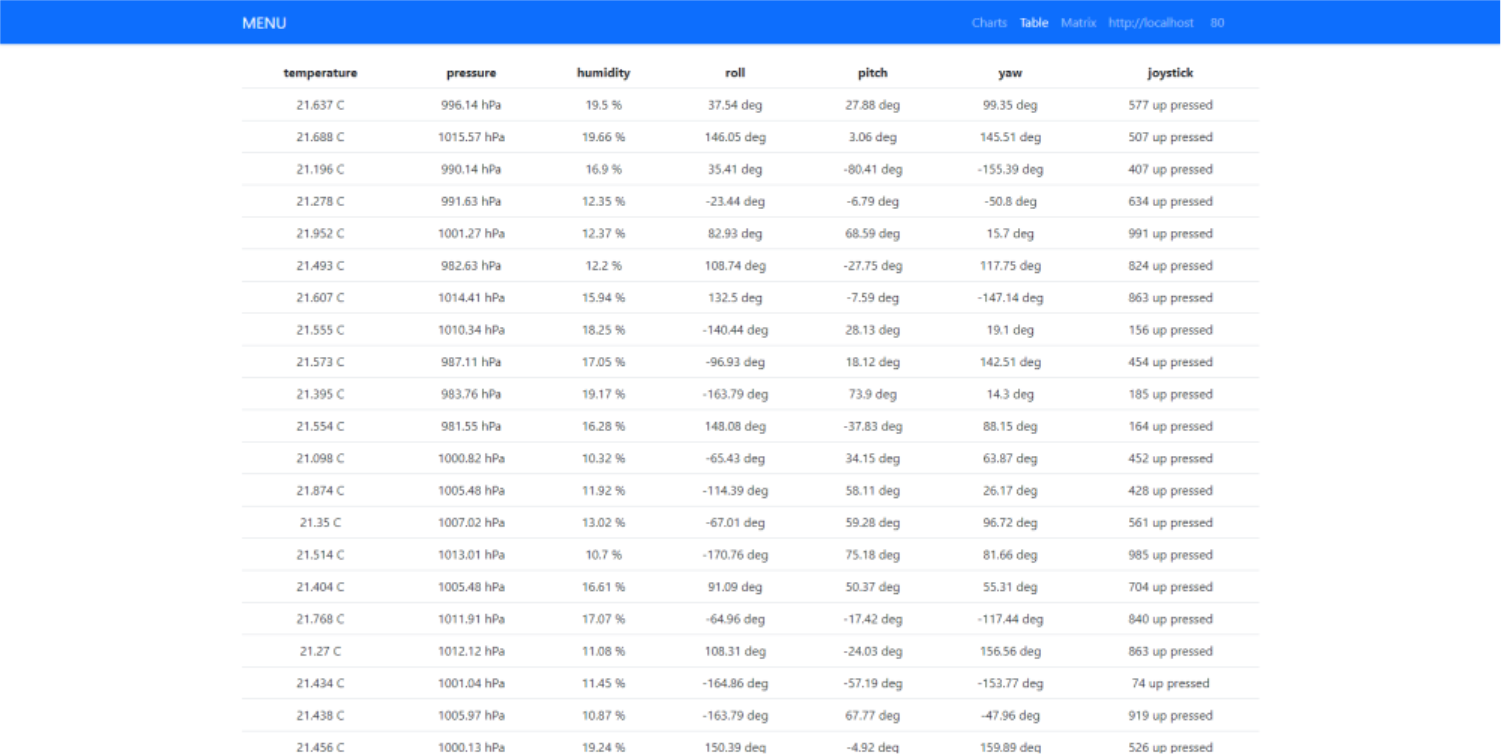 MENU Charts Table Matrix http://localhost 80
temperature pressure humidity roll pitch yaw joystick
21.637 C 996.14 hPa 19.5 % 37.54 deg 27.88 deg 99.35 deg 577 up pressed
21.688 C 1015.57 hPa 19.66 % 146.05 deg 3.06 deg 145.51 deg 507 up pressed
21.196 C 990.14 hPa 16.9 % 35.41 deg -80.41 deg -155.39 deg 407 up pressed
21.278 C 991.63 hPa 12.35 % -23.44 deg -6.79 deg -50.8 deg 634 up pressed
21.952 C 1001.27 hPa 12.37 % 82.93 deg 68.59 deg 15.7 deg 991 up pressed
21.493 C 982.63 hPa 12.2 % 108.74 deg -27.75 deg 117.75 deg 824 up pressed
21.607 C 1014.41 hPa 15.94 % 132.5 deg -7.59 deg -147.14 deg 863 up pressed
21.555 C 1010.34 hPa 18.25 % -140.44 deg 28.13 deg 19.1 deg 156 up pressed
21.573 C 987.11 hPa 17.05 % -96.93 deg 18.12 deg 142.51 deg 454 up pressed
21.395 C 983.76 hPa 19.17 % -163.79 deg 73.9 deg 14.3 deg 185 up pressed
21.554 C 981.55 hPa 16.28 % 148.08 deg -37.83 deg 88.15 deg 164 up pressed
21.098 C 1000.82 hPa 10.32 % -65.43 deg 34.15 deg 63.87 deg 452 up pressed
21.874 C 1005.48 hPa 11.92 % -114.39 deg 58.11 deg 26.17 deg 428 up pressed
21.35 C 1007.02 hPa 13.02 % -67.01 deg 59.28 deg 96.72 deg 561 up pressed
21.514 C 1013.01 hPa 10.7 % -170.76 deg 75.18 deg 81.66 deg 985 up pressed
21.404 C 1005.48 hPa 16.61 % 91.09 deg 50.37 deg 55.31 deg 704 up pressed
21.768 C 1011.91 hPa 17.07 % -64.96 deg -17.42 deg -117.44 deg 840 up pressed
21.27 C 1012.12 hPa 11.08 % 108.31 deg -24.03 deg 156.56 deg 863 up pressed
21.434 C 1001.04 hPa 11.45 % -164.86 deg -57.19 deg -153.77 deg 74 up pressed
21.438 C 1005.97 hPa 10.87 % -163.79 deg 67.77 deg -47.96 deg 919 up pressed
21.456 C 1000.13 hPa 19.24 % 150.39 deg -4.92 deg 159.89 deg 526 up pressed